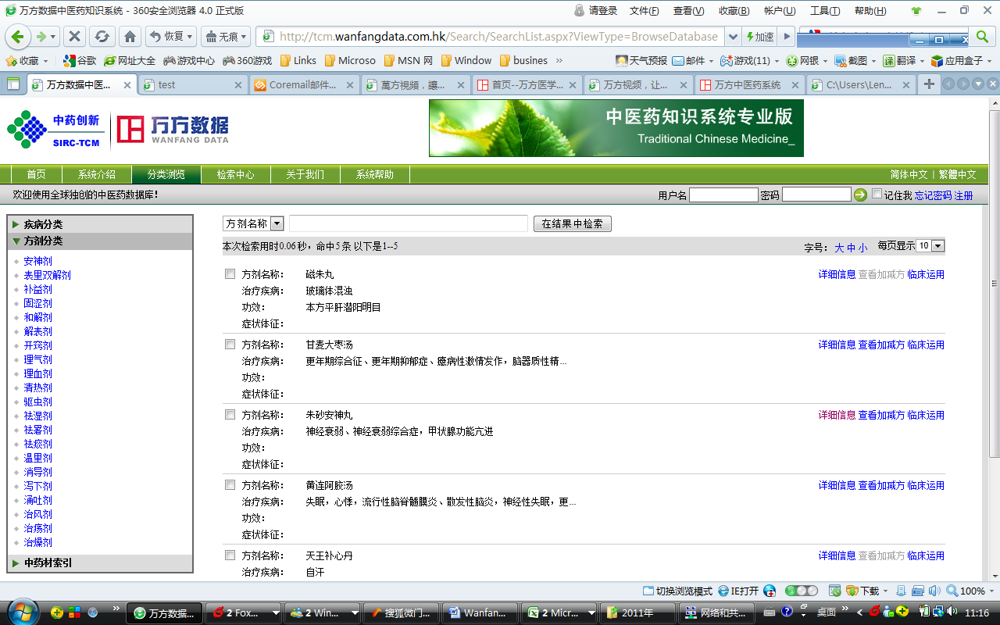 万方数据中医药知识系统 - 360安全浏览器 4.0 正式版
请登录 文件(F) 查看(V) 收藏(B) 帐户(U) 工具(T) 帮助(H)
恢复 无痕 http://tcm.wanfangdata.com.hk/Search/SearchList.aspx?ViewType=BrowseDatabase 加速
收藏 谷歌 网址大全 游戏中心 360游戏 Links Microso MSN 网 Window busines » 天气预报 邮件 游戏(11) 网银 截图 翻译 应用盒子
万方数据中医... test Coremail邮件... 萬方視頻，讓... 首页--万方医学... 万方视频，让... 万方中医药系统 C:\Users\Len...
中药创新
SIRC-TCM
万方数据
WANFANG DATA
中医药知识系统专业版
Traditional Chinese Medicine_
首页 系统介绍 分类浏览 检索中心 关于我们 系统帮助 简体中文 | 繁體中文
欢迎使用全球独创的中医药数据库！ 用户名 密码 记住我 忘记密码 注册
疾病分类
方剂分类
安神剂
表里双解剂
补益剂
固涩剂
和解剂
解表剂
开窍剂
理气剂
理血剂
清热剂
驱虫剂
祛湿剂
祛暑剂
祛痰剂
温里剂
消导剂
泻下剂
涌吐剂
治风剂
治疡剂
治燥剂
中药材索引
方剂名称 在结果中检索
本次检索用时0.06秒，命中5条 以下是1--5 字号： 大 中 小 每页显示 10
方剂名称： 磁朱丸 详细信息 查看加减方 临床运用
治疗疾病： 玻璃体混浊
功效： 本方平肝潜阳明目
症状体征：
方剂名称： 甘麦大枣汤 详细信息 查看加减方 临床运用
治疗疾病： 更年期综合征、更年期抑郁症、癔病性激情发作，脑器质性精...
功效：
症状体征：
方剂名称： 朱砂安神丸 详细信息 查看加减方 临床运用
治疗疾病： 神经衰弱、神经衰弱综合症，甲状腺功能亢进
功效：
症状体征：
方剂名称： 黄连阿胶汤 详细信息 查看加减方 临床运用
治疗疾病： 失眠，心悸，流行性脑脊髓膜炎、散发性脑炎，神经性失眠，更...
功效：
症状体征：
方剂名称： 天王补心丹 详细信息 查看加减方 临床运用
治疗疾病： 自汗
切换浏览模式 IE打开 下载 100%
» 万方数据... 2 Fox... 2 Win... 搜狐微门... Wanfan... 2 Micr... 2011年 网络和共... 桌面 » 11:16